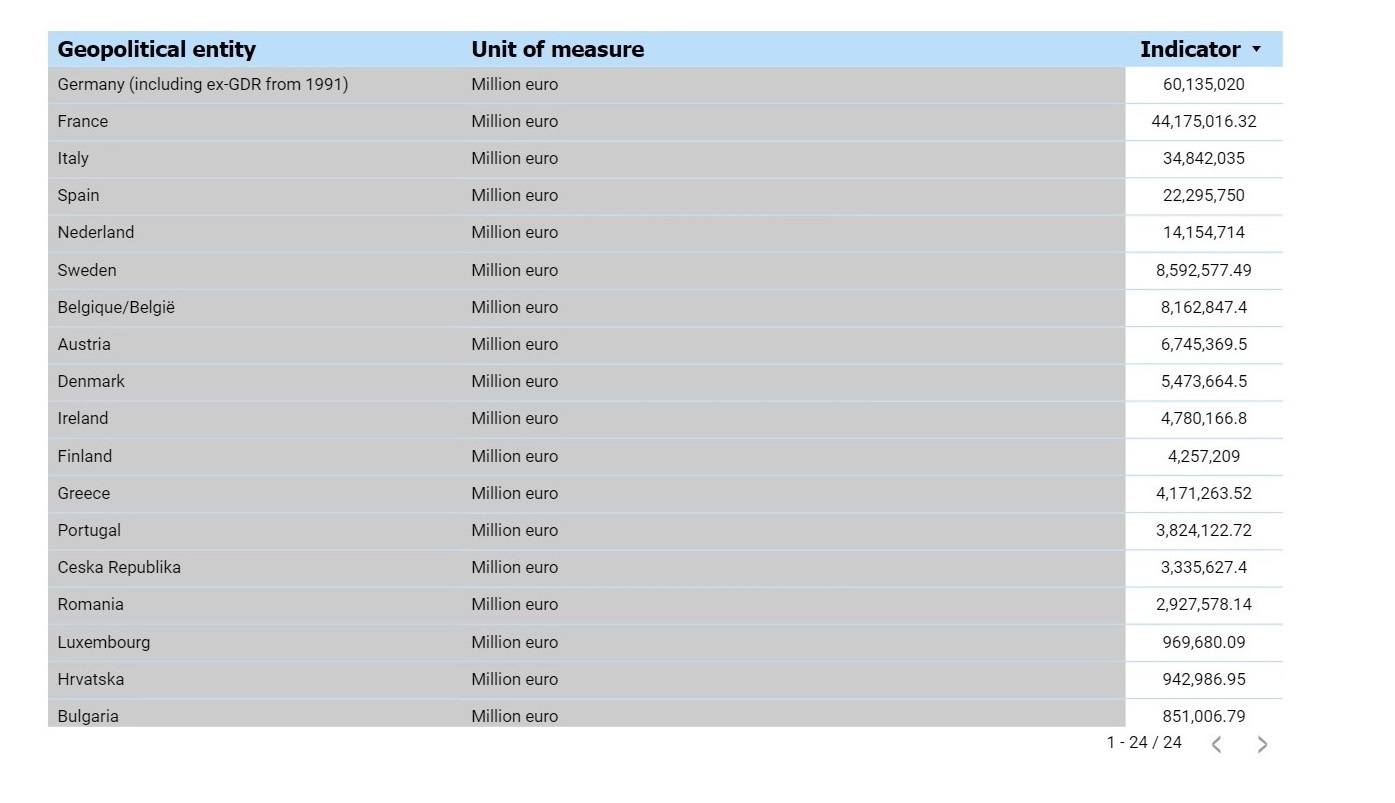 Geopolitical entity Unit of measure Indicator ▼
Germany (including ex-GDR from 1991) Million euro 60,135,020
France Million euro 44,175,016.32
Italy Million euro 34,842,035
Spain Million euro 22,295,750
Nederland Million euro 14,154,714
Sweden Million euro 8,592,577.49
Belgique/België Million euro 8,162,847.4
Austria Million euro 6,745,369.5
Denmark Million euro 5,473,664.5
Ireland Million euro 4,780,166.8
Finland Million euro 4,257,209
Greece Million euro 4,171,263.52
Portugal Million euro 3,824,122.72
Ceska Republika Million euro 3,335,627.4
Romania Million euro 2,927,578.14
Luxembourg Million euro 969,680.09
Hrvatska Million euro 942,986.95
Bulgaria Million euro 851,006.79
1 - 24 / 24 < >